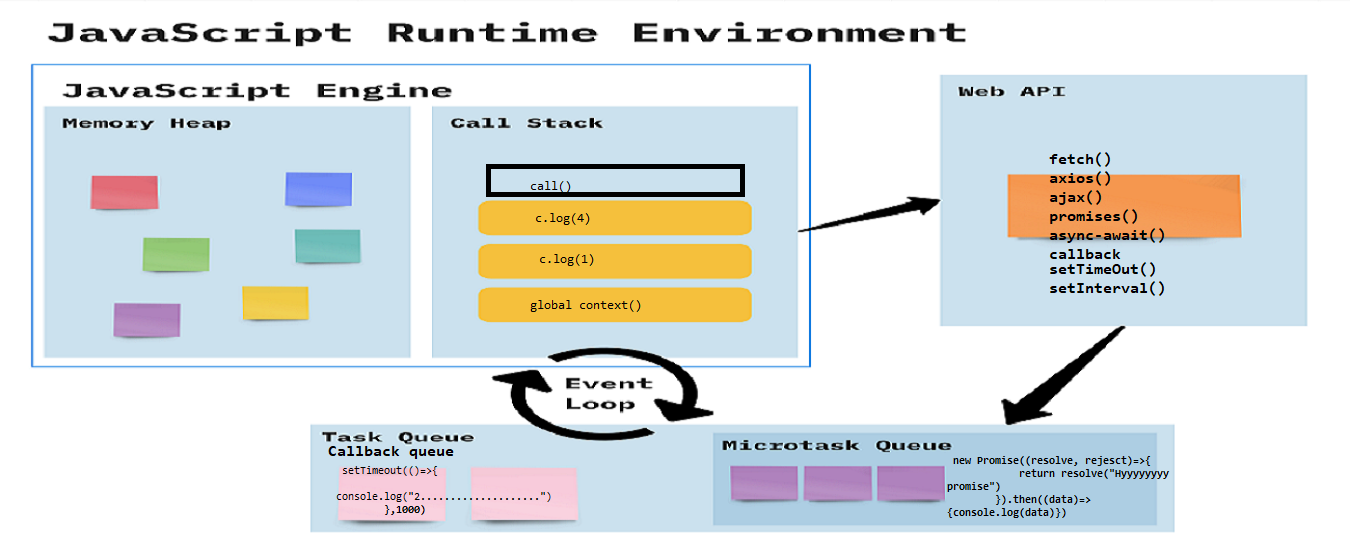 JavaScript Runtime Environment
JavaScript Engine
Memory Heap
Call Stack
call()
c.log(4)
c.log(1)
global context()
Web API
fetch()
axios()
ajax()
promises()
async-await()
callback
setTimeOut()
setInterval()
Event
Loop
Task Queue
Callback queue
setTimeout(()=>{
console.log("2....................")
},1000)
Microtask Queue
new Promise((resolve, rejesct)=>{
return resolve("Hyyyyyyyy
promise")
}).then((data)=>
{console.log(data)})